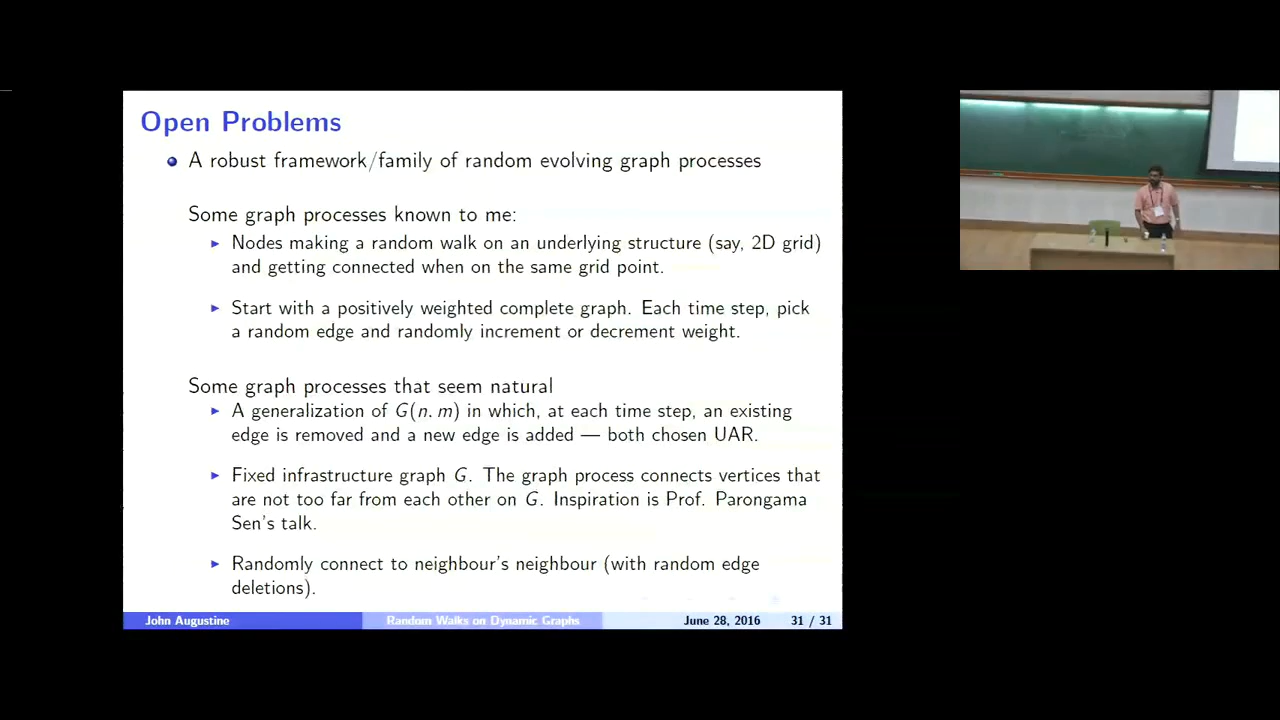 Open Problems
A robust framework/family of random evolving graph processes
Some graph processes known to me:
Nodes making a random walk on an underlying structure (say, 2D grid)
and getting connected when on the same grid point.
Start with a positively weighted complete graph. Each time step, pick
a random edge and randomly increment or decrement weight.
Some graph processes that seem natural
A generalization of G(n, m) in which, at each time step, an existing
edge is removed and a new edge is added — both chosen UAR.
Fixed infrastructure graph G. The graph process connects vertices that
are not too far from each other on G. Inspiration is Prof. Parongama
Sen's talk.
Randomly connect to neighbour's neighbour (with random edge
deletions).
John Augustine Random Walks on Dynamic Graphs June 28, 2016 31 / 31